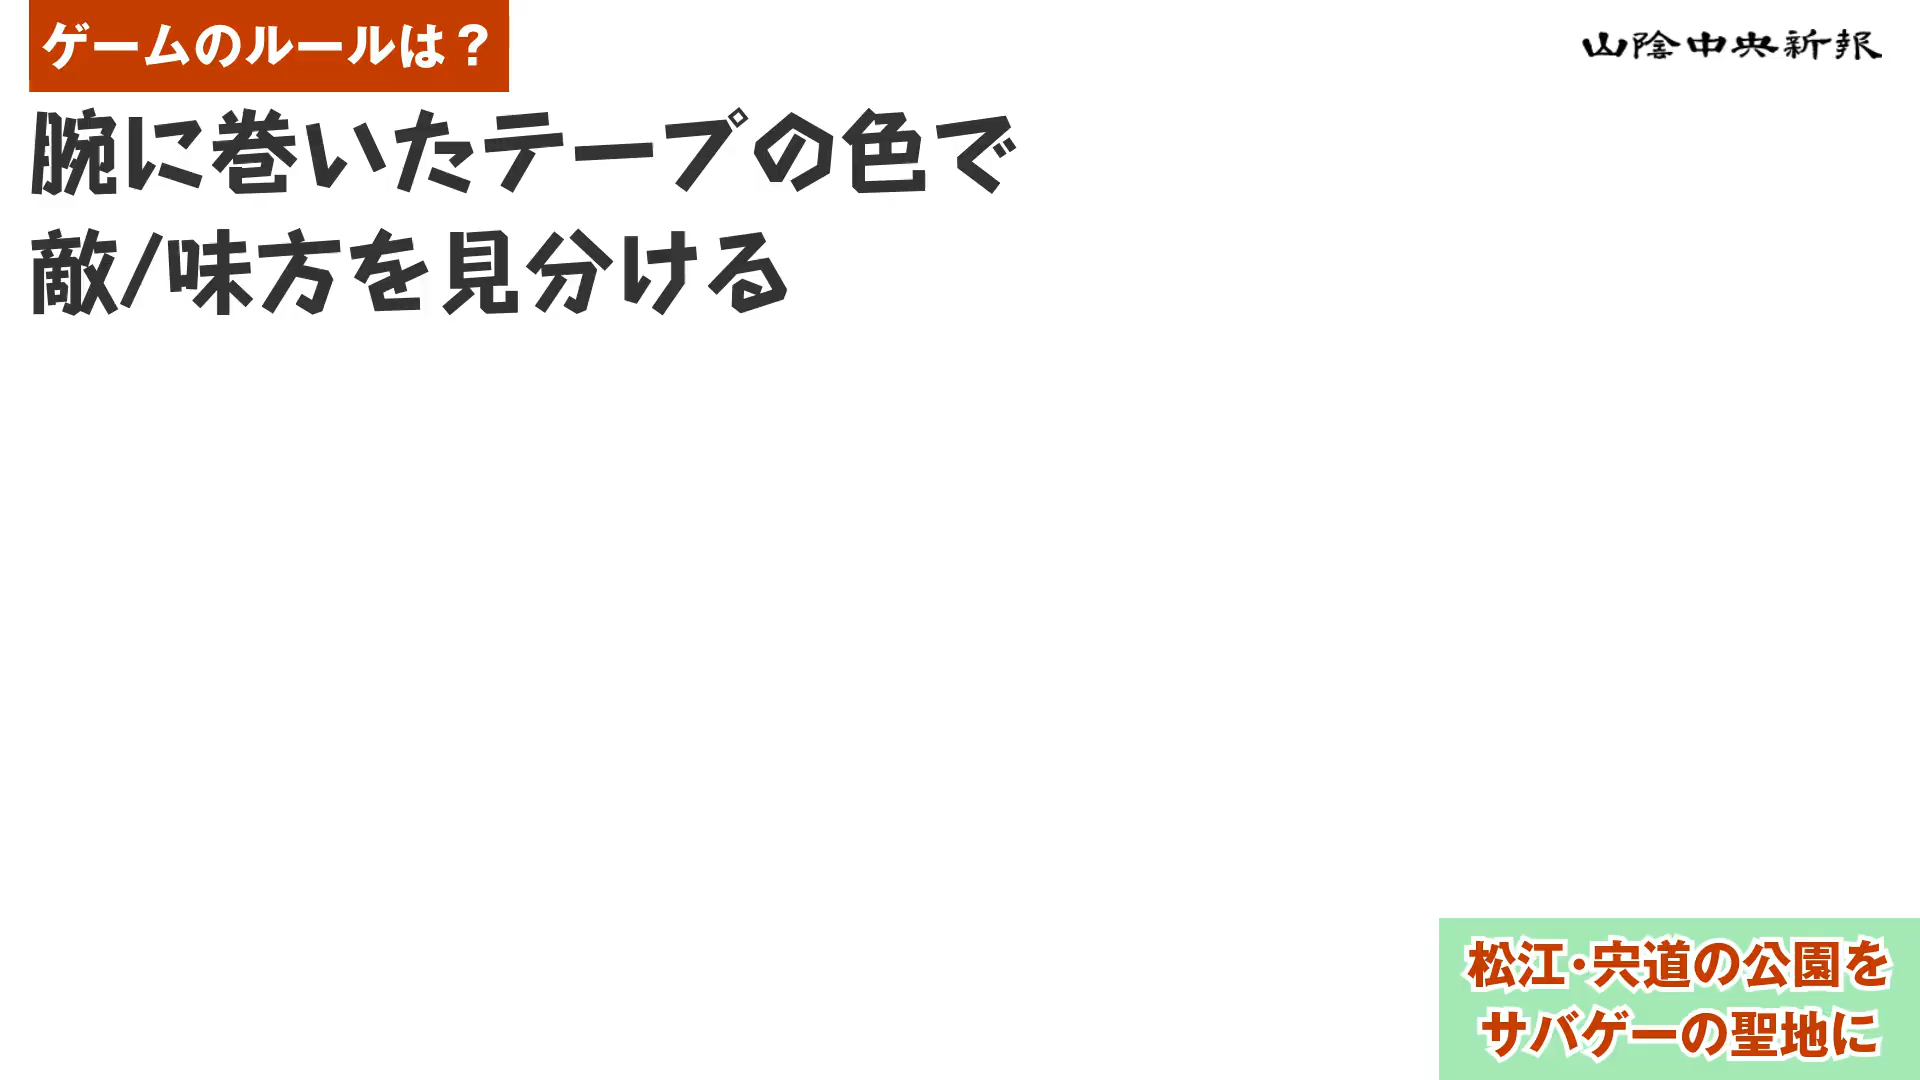 ゲームのルールは？
山陰中央新報
腕に巻いたテープの色で
敵/味方を見分ける
松江･宍道の公園を
サバゲーの聖地に